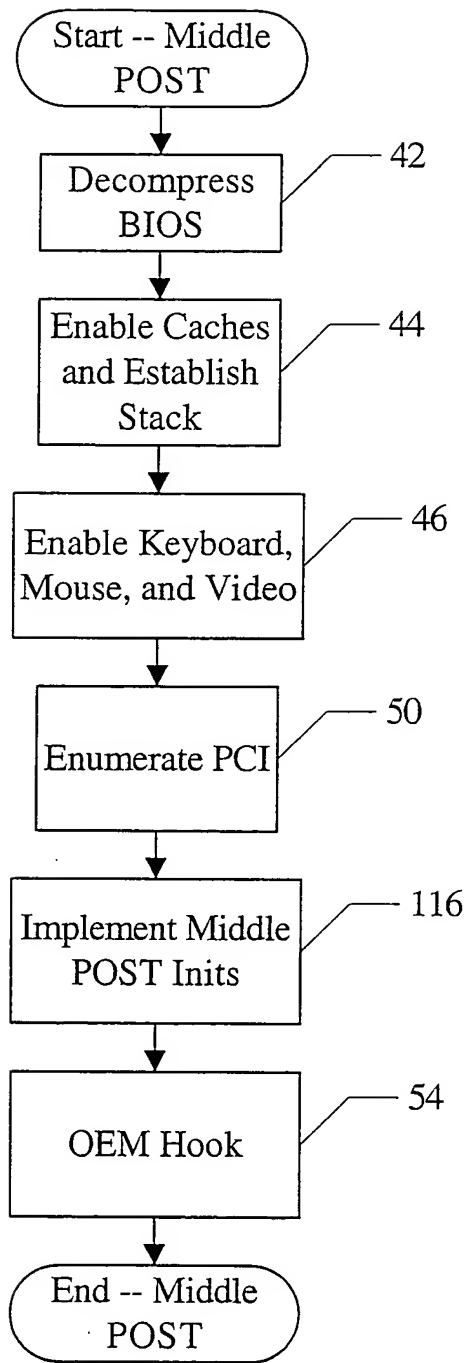 Start -- Middle
POST
Decompress
BIOS
42
Enable Caches
and Establish
Stack
44
Enable Keyboard,
Mouse, and Video
46
Enumerate PCI
50
Implement Middle
POST Inits
116
OEM Hook
54
End -- Middle
POST